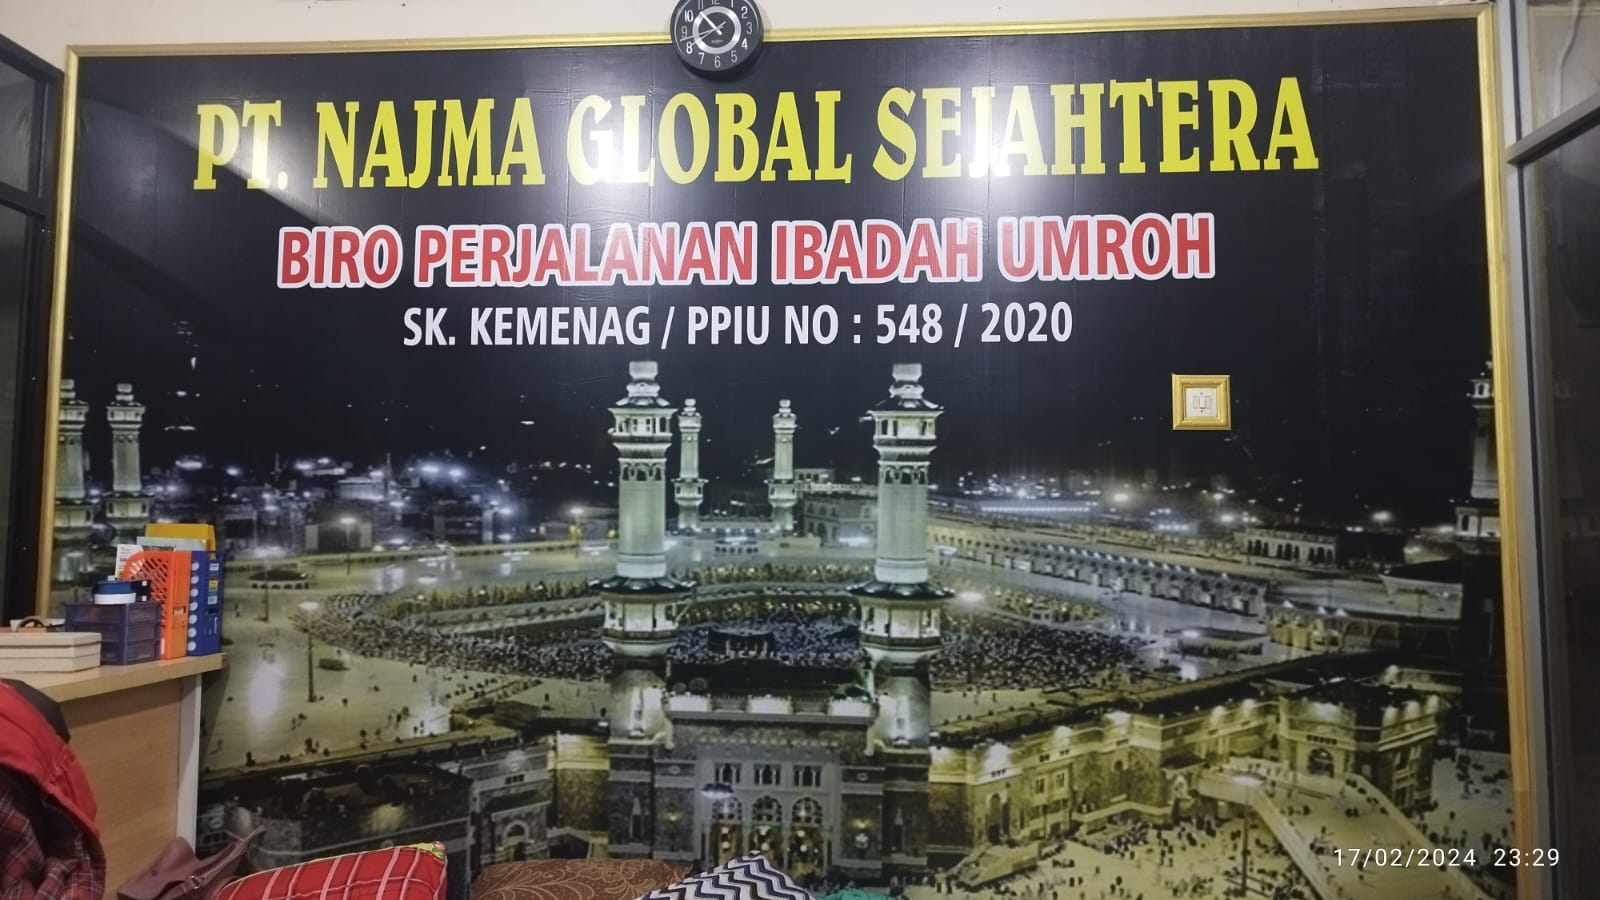 PT. NAJMA GLOBAL SEJAHTERA
BIRO PERJALANAN IBADAH UMROH
SK. KEMENAG / PPIU NO : 548 / 2020
17/02/2024 23:29